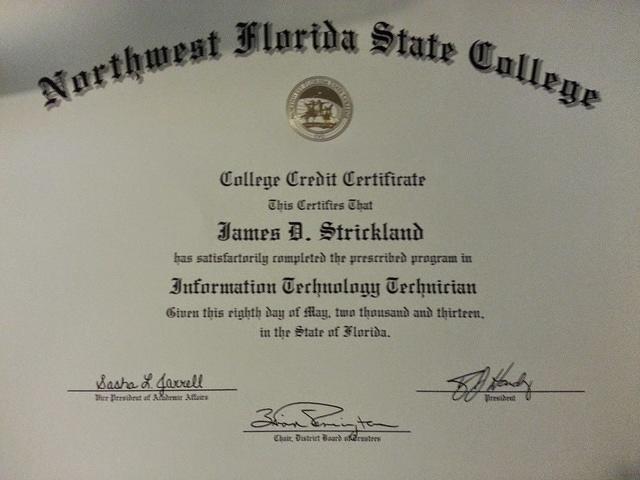 Northwest Florida State College
College Credit Certificate
This Certifies That
James D. Strickland
has satisfactorily completed the prescribed program in
Information Technology Technician
Given this eighth day of May, two thousand and thirteen,
in the State of Florida.
Sasha L. Jarrell
Vice President of Academic Affairs
President
Brian Pennington
Chair, District Board of Trustees